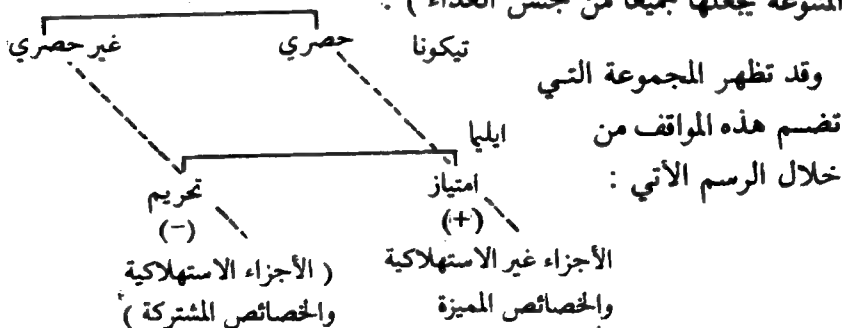 المتنوعة يجعلها جميعاً من جنس الغذاء ) .
تيكونا حصري غير حصري
وقد تظهر المجموعة التي
تضم هذه المواقف من
خلال الرسم الآتي :
ايليا امتياز تحريم
(+) (−)
الأجزاء غير الاستهلاكية ( الأجزاء الاستهلاكية
والخصائص المميزة والخصائص المشتركة )